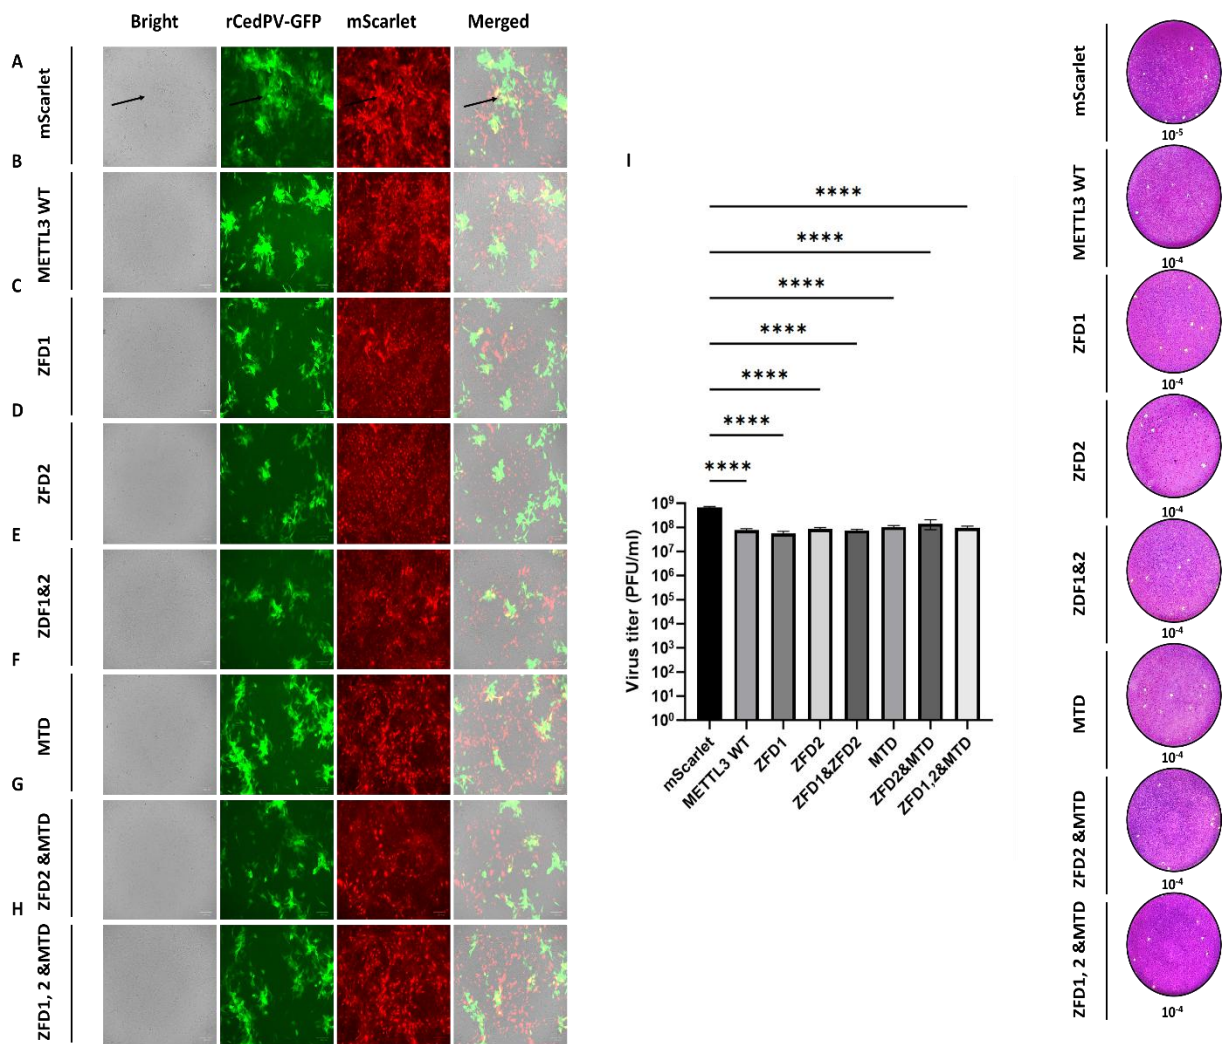 Bright rCedPV-GFP mScarlet Merged
A
mScarlet
B
METTL3 WT
C
ZFD1
D
ZFD2
E
ZDF1&2
F
MTD
G
ZFD2 &MTD
H
ZFD1, 2 &MTD
I
****
****
****
****
****
****
****
Virus titer (PFU/ml)
10⁹
10⁸
10⁷
10⁶
10⁵
10⁴
10³
10²
10¹
10⁰
mScarlet
METTL3 WT
ZFD1
ZFD2
ZFD1&ZFD2
MTD
ZFD2&MTD
ZFD1,2&MTD
mScarlet
10⁻⁵
METTL3 WT
10⁻⁴
ZFD1
10⁻⁴
ZFD2
10⁻⁴
ZDF1&2
10⁻⁴
MTD
10⁻⁴
ZFD2 &MTD
10⁻⁴
ZFD1, 2 &MTD
10⁻⁴